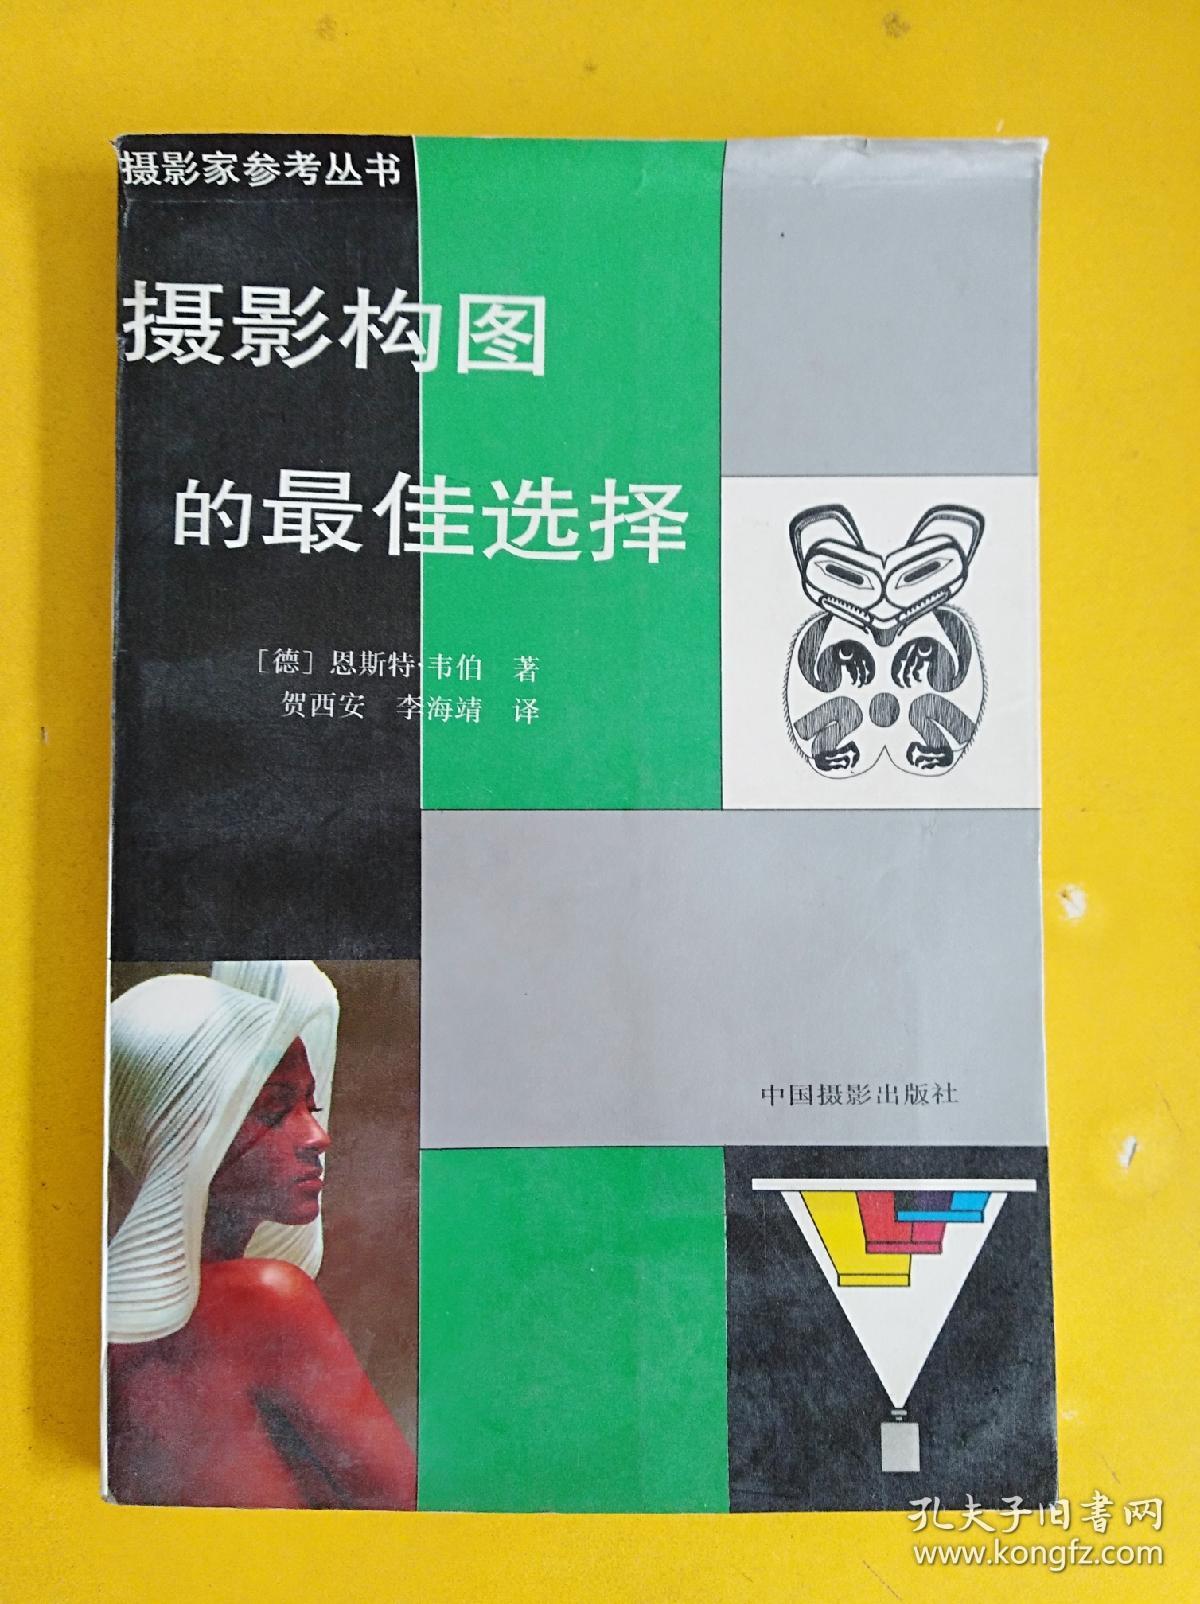 摄影家参考丛书
摄影构图
的最佳选择
［德］恩斯特·韦伯 著
贺西安 李海靖 译
中国摄影出版社
孔夫子旧书网
www.kongfz.com